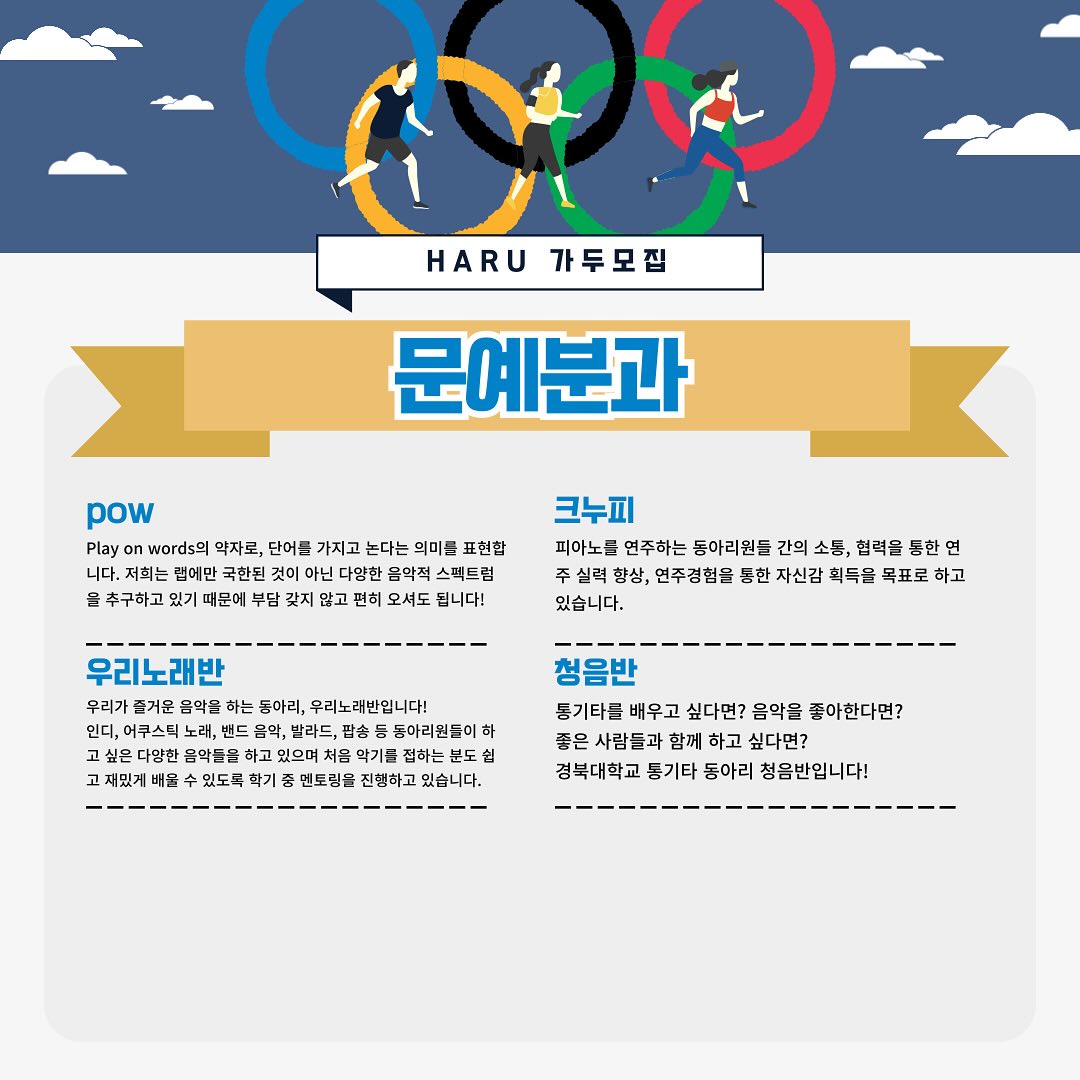 HARU 가두모집
문예분과
pow
Play on words의 약자로, 단어를 가지고 논다는 의미를 표현합
니다. 저희는 랩에만 국한된 것이 아닌 다양한 음악적 스펙트럼
을 추구하고 있기 때문에 부담 갖지 않고 편히 오셔도 됩니다!
크누피
피아노를 연주하는 동아리원들 간의 소통, 협력을 통한 연
주 실력 향상, 연주경험을 통한 자신감 획득을 목표로 하고
있습니다.
우리노래반
우리가 즐거운 음악을 하는 동아리, 우리노래반입니다!
인디, 어쿠스틱 노래, 밴드 음악, 발라드, 팝송 등 동아리원들이 하
고 싶은 다양한 음악들을 하고 있으며 처음 악기를 접하는 분도 쉽
고 재밌게 배울 수 있도록 학기 중 멘토링을 진행하고 있습니다.
청음반
통기타를 배우고 싶다면? 음악을 좋아한다면?
좋은 사람들과 함께 하고 싶다면?
경북대학교 통기타 동아리 청음반입니다!